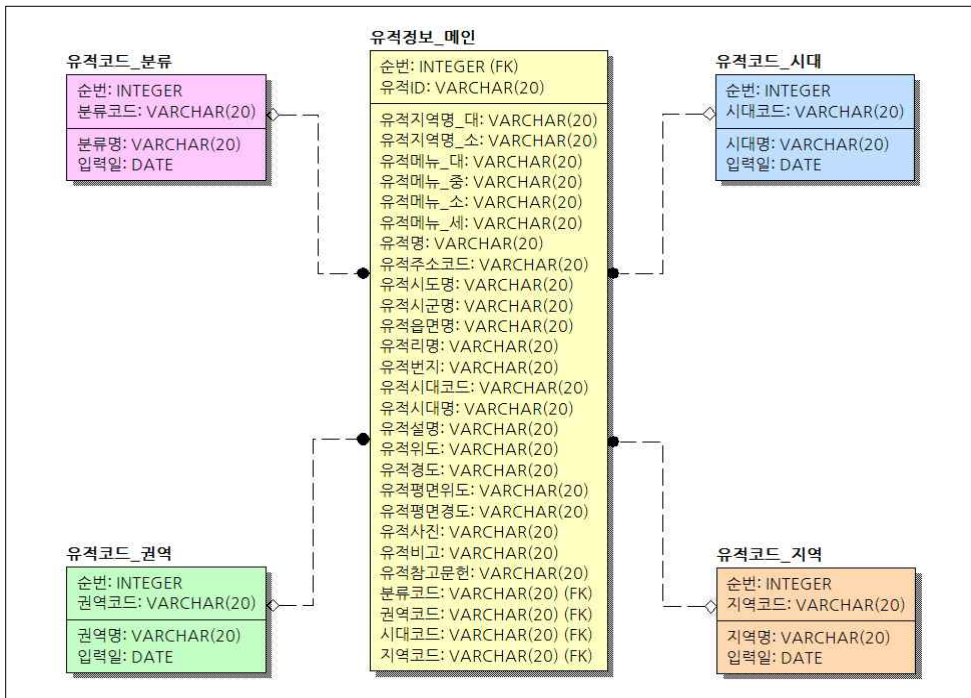 유적코드_분류
순번: INTEGER
분류코드: VARCHAR(20)
분류명: VARCHAR(20)
입력일: DATE
유적정보_메인
순번: INTEGER (FK)
유적ID: VARCHAR(20)
유적지역명_대: VARCHAR(20)
유적지역명_소: VARCHAR(20)
유적메뉴_대: VARCHAR(20)
유적메뉴_중: VARCHAR(20)
유적메뉴_소: VARCHAR(20)
유적메뉴_세: VARCHAR(20)
유적명: VARCHAR(20)
유적주소코드: VARCHAR(20)
유적시도명: VARCHAR(20)
유적시군명: VARCHAR(20)
유적읍면명: VARCHAR(20)
유적리명: VARCHAR(20)
유적번지: VARCHAR(20)
유적시대코드: VARCHAR(20)
유적시대명: VARCHAR(20)
유적설명: VARCHAR(20)
유적위도: VARCHAR(20)
유적경도: VARCHAR(20)
유적평면위도: VARCHAR(20)
유적평면경도: VARCHAR(20)
유적사진: VARCHAR(20)
유적비고: VARCHAR(20)
유적참고문헌: VARCHAR(20)
분류코드: VARCHAR(20) (FK)
권역코드: VARCHAR(20) (FK)
시대코드: VARCHAR(20) (FK)
지역코드: VARCHAR(20) (FK)
유적코드_시대
순번: INTEGER
시대코드: VARCHAR(20)
시대명: VARCHAR(20)
입력일: DATE
유적코드_권역
순번: INTEGER
권역코드: VARCHAR(20)
권역명: VARCHAR(20)
입력일: DATE
유적코드_지역
순번: INTEGER
지역코드: VARCHAR(20)
지역명: VARCHAR(20)
입력일: DATE